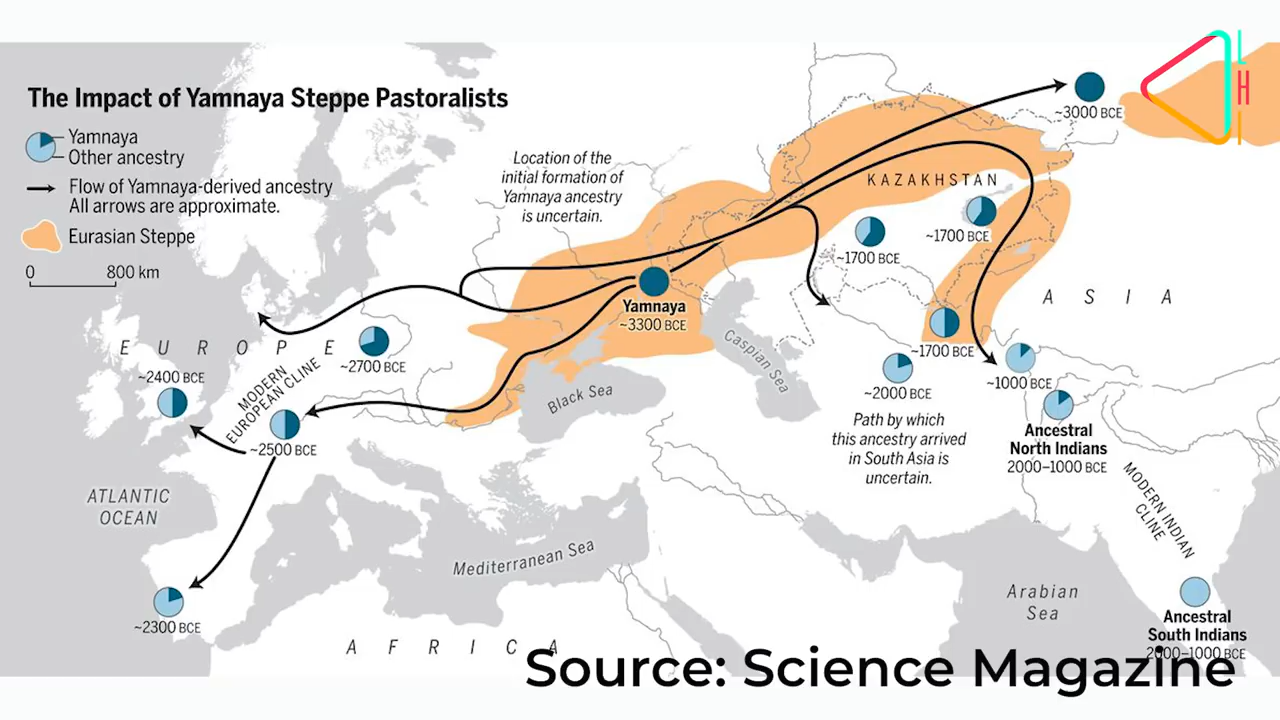 The Impact of Yamnaya Steppe Pastoralists
Yamnaya
Other ancestry
Flow of Yamnaya-derived ancestry
All arrows are approximate.
Eurasian Steppe
0 800 km
Location of the
initial formation of
Yamnaya ancestry
is uncertain.
LHI
~3000 BCE
KAZAKHSTAN
~1700 BCE
~1700 BCE
Yamnaya
~3300 BCE
ASIA
EUROPE
~2700 BCE
~2400 BCE
MODERN
EUROPEAN CLINE
~2500 BCE
Black Sea
Caspian Sea
~1700 BCE
~2000 BCE
~1000 BCE
Path by which
this ancestry arrived
in South Asia is
uncertain.
Ancestral
North Indians
2000–1000 BCE
MODERN INDIAN
CLINE
ATLANTIC
OCEAN
Mediterranean Sea
Arabian
Sea
~2300 BCE
AFRICA
Ancestral
South Indians
2000–1000 BCE
Source: Science Magazine